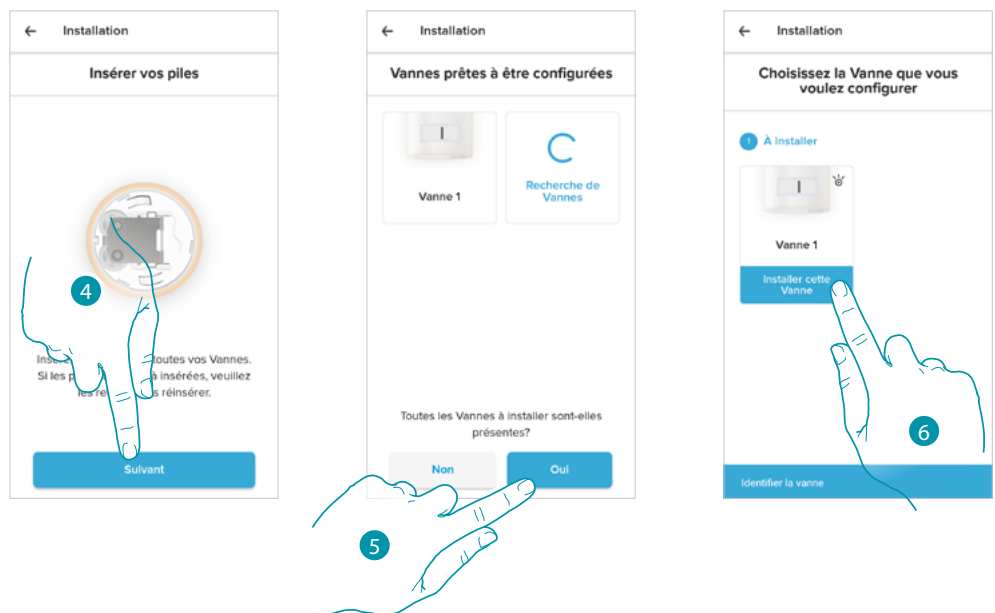 Installation
Insérer vos piles
4
toutes vos Vannes.
Si les à insérées, veuillez
les réinsérer.
Suivant
Installation
Vannes prêtes à être configurées
Vanne 1
Recherche de
Vannes
Toutes les Vannes à installer sont-elles
présentes?
Non
Oui
5
Installation
Choisissez la Vanne que vous
voulez configurer
1 À installer
Vanne 1
Installer cette
Vanne
6
Identifier la vanne